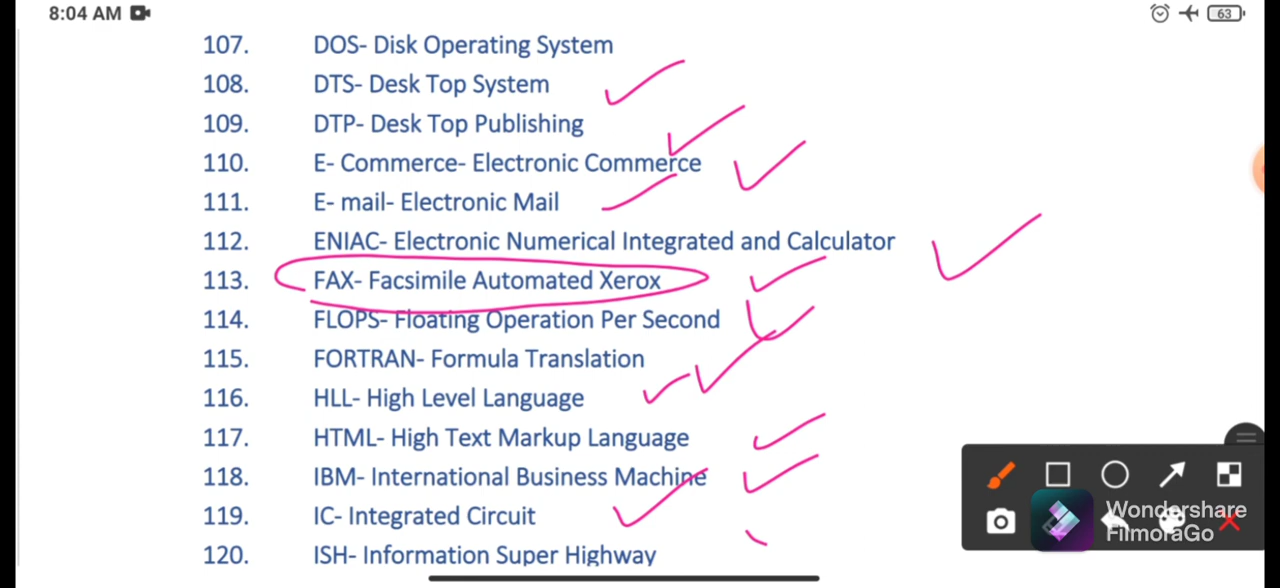 8:04 AM
63
107. DOS- Disk Operating System
108. DTS- Desk Top System
109. DTP- Desk Top Publishing
110. E- Commerce- Electronic Commerce
111. E- mail- Electronic Mail
112. ENIAC- Electronic Numerical Integrated and Calculator
113. FAX- Facsimile Automated Xerox
114. FLOPS- Floating Operation Per Second
115. FORTRAN- Formula Translation
116. HLL- High Level Language
117. HTML- High Text Markup Language
118. IBM- International Business Machine
119. IC- Integrated Circuit
120. ISH- Information Super Highway
Wondershare
FilmoraGo